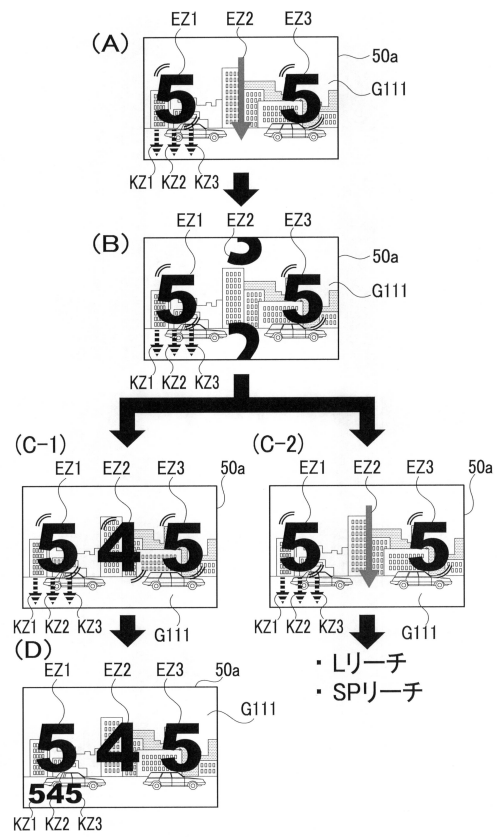 EZ1 EZ2 EZ3
(A)
50a
5 5
G111
KZ1 KZ2 KZ3
EZ1 EZ2 EZ3
(B)
3
50a
5 5
G111
2
KZ1 KZ2 KZ3
(C-1) (C-2)
EZ1 EZ2 EZ3 50a EZ1 EZ2 EZ3 50a
5 4 5 5 5
KZ1 KZ2 KZ3 G111 KZ1 KZ2 KZ3 G111
(D)
・Lリーチ
・SPリーチ
EZ1 EZ2 EZ3 50a
G111
5 4 5
545
KZ1 KZ2 KZ3